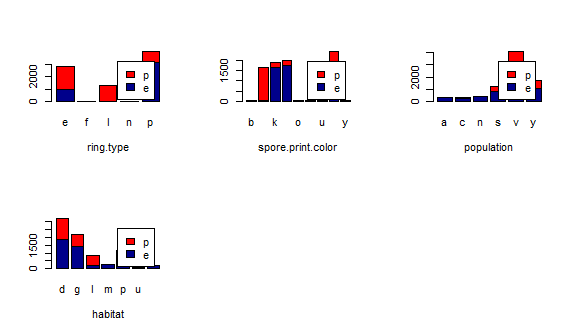 2000
0
p
e
e f l n p
ring.type
1500
0
p
e
b k o u y
spore.print.color
2000
0
p
e
a c n s v y
population
1500
0
p
e
d g l m p u
habitat